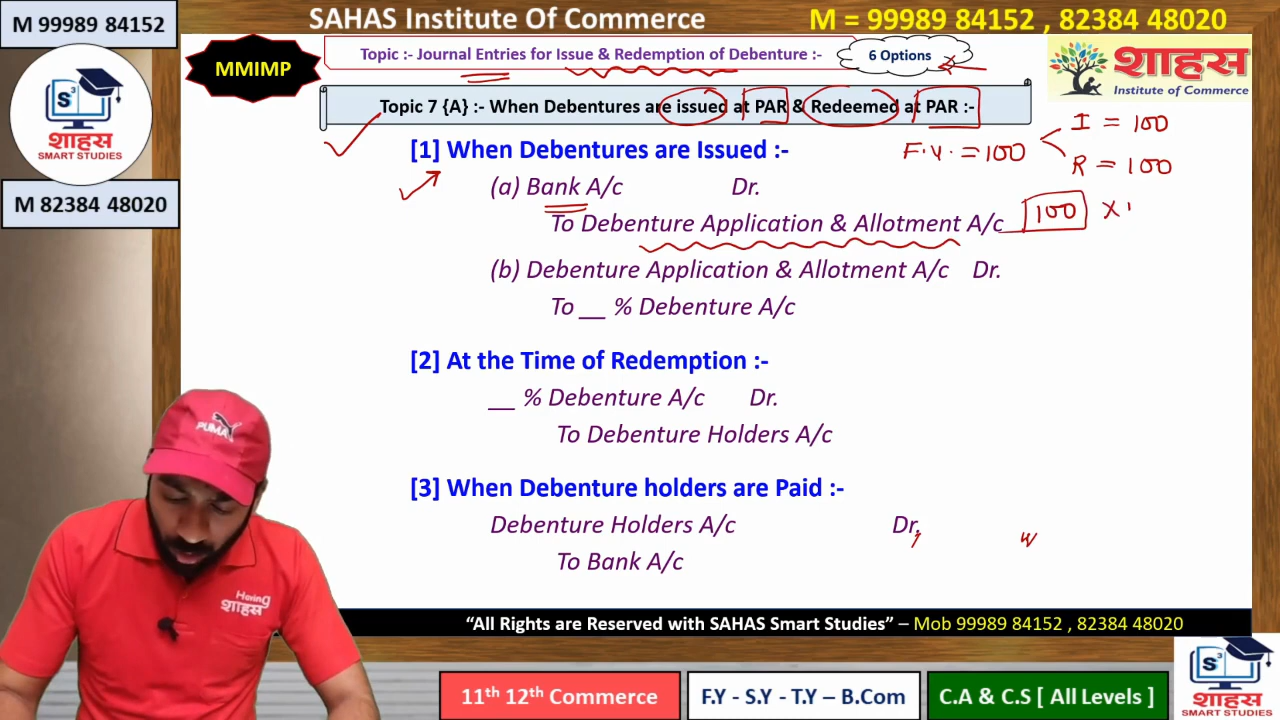 M 99989 84152
SAHAS Institute Of Commerce
M = 99989 84152 , 82384 48020
MMIMP
Topic :- Journal Entries for Issue & Redemption of Debenture :-
6 Options
शाहस
Institute of Commerce
S³
शाहस
SMART STUDIES
M 82384 48020
Topic 7 {A} :- When Debentures are issued at PAR & Redeemed at PAR :-
[1] When Debentures are Issued :-
F.V. = 100
I = 100
R = 100
(a) Bank A/c Dr.
To Debenture Application & Allotment A/c
100 X
(b) Debenture Application & Allotment A/c Dr.
To __ % Debenture A/c
[2] At the Time of Redemption :-
__ % Debenture A/c Dr.
To Debenture Holders A/c
[3] When Debenture holders are Paid :-
Debenture Holders A/c Dr.
To Bank A/c
PUMA
Having
शाहस
“All Rights are Reserved with SAHAS Smart Studies” – Mob 99989 84152 , 82384 48020
11th 12th Commerce
F.Y - S.Y - T.Y – B.Com
C.A & C.S [ All Levels ]
S³
शाहस
SMART STUDIES